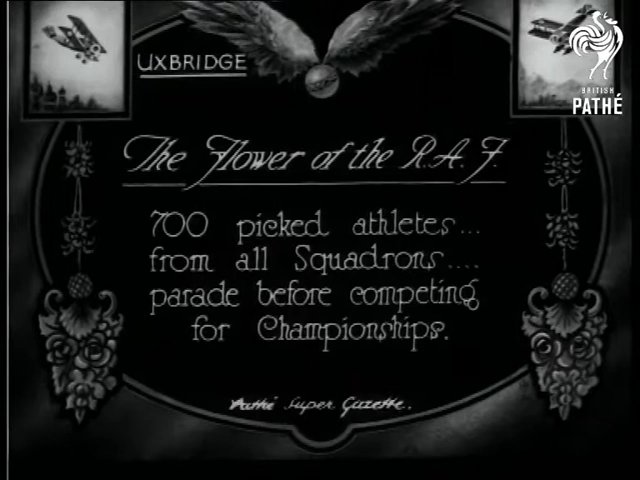 UXBRIDGE
BRITISH
PATHÉ
The Flower of the R.A.F.
700 picked athletes...
from all Squadrons....
parade before competing
for Championships.
Pathé Super Gazette.